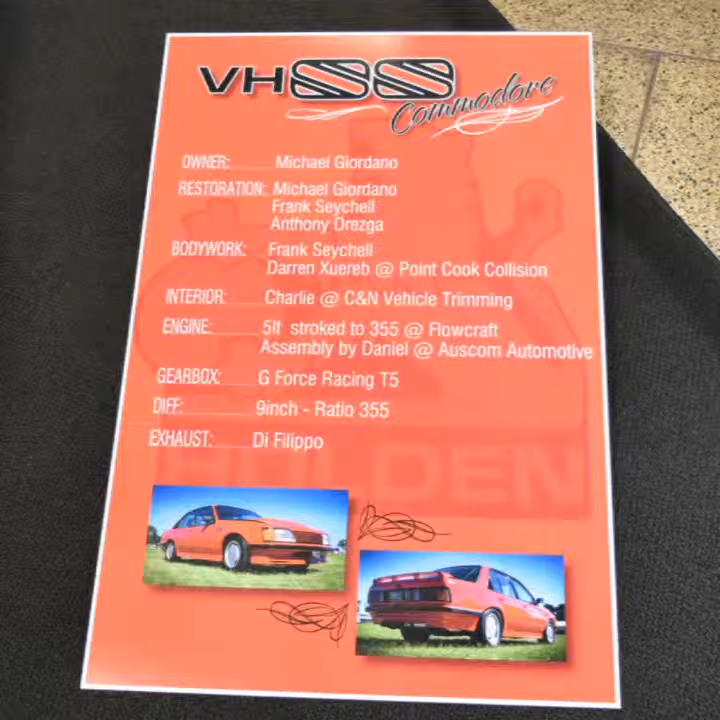 VH SS
Commodore
OWNER: Michael Giordano
RESTORATION: Michael Giordano
Frank Seychell
Anthony Drezga
BODYWORK: Frank Seychell
Darren Xuereb @ Point Cook Collision
INTERIOR: Charlie @ C&N Vehicle Trimming
ENGINE: 5lt stroked to 355 @ Flowcraft
Assembly by Daniel @ Auscom Automotive
GEARBOX: G Force Racing T5
DIFF: 9inch - Ratio 355
EXHAUST: Di Filippo
HOLDEN